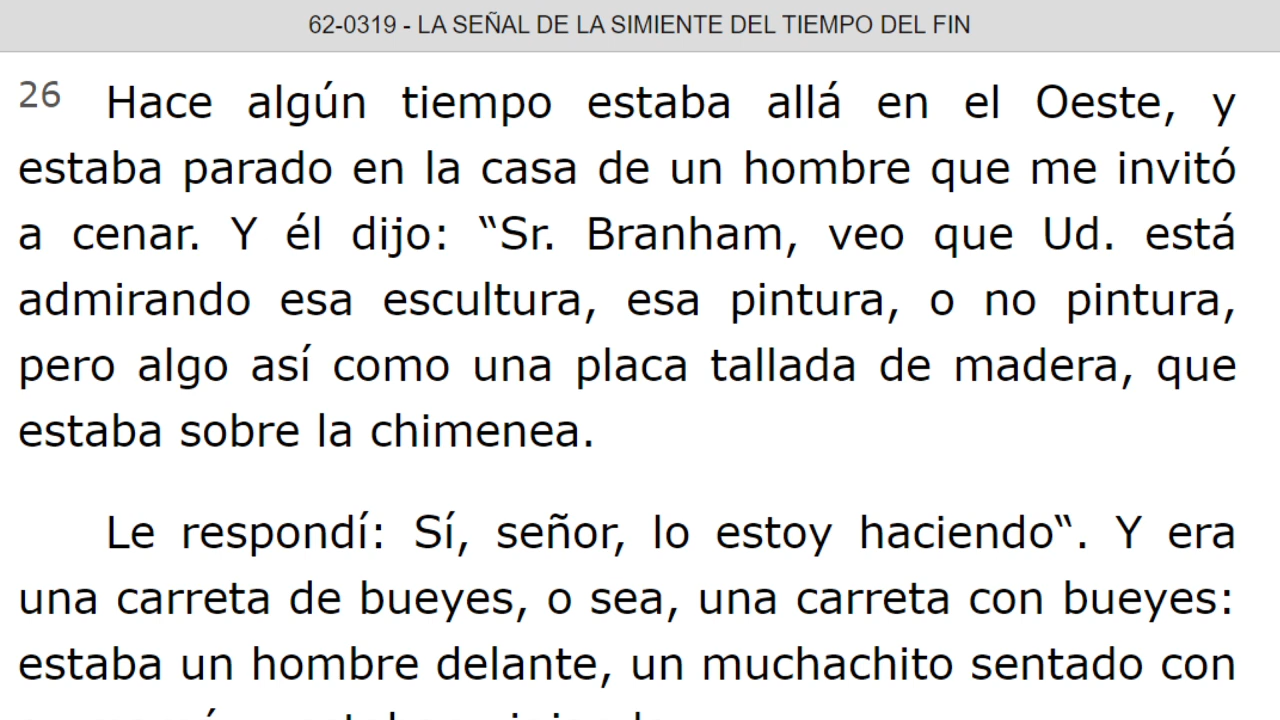 62-0319 - LA SEÑAL DE LA SIMIENTE DEL TIEMPO DEL FIN
26 Hace algún tiempo estaba allá en el Oeste, y
estaba parado en la casa de un hombre que me invitó
a cenar. Y él dijo: “Sr. Branham, veo que Ud. está
admirando esa escultura, esa pintura, o no pintura,
pero algo así como una placa tallada de madera, que
estaba sobre la chimenea.
Le respondí: Sí, señor, lo estoy haciendo“. Y era
una carreta de bueyes, o sea, una carreta con bueyes:
estaba un hombre delante, un muchachito sentado con